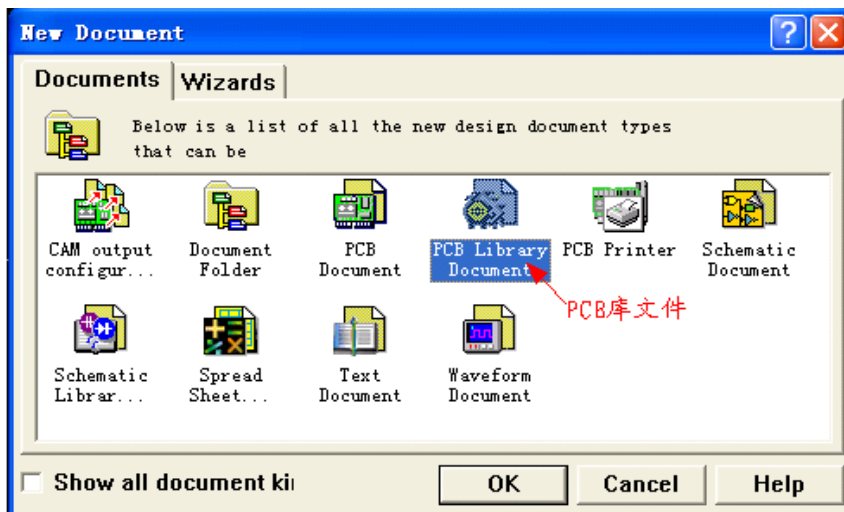 New Document
Documents
Wizards
Below is a list of all the new design document types
that can be
CAM output
configur...
Document
Folder
PCB
Document
PCB Library
Document
PCB Printer
Schematic
Document
PCB库文件
Schematic
Librar...
Spread
Sheet...
Text
Document
Waveform
Document
Show all document ki
OK
Cancel
Help